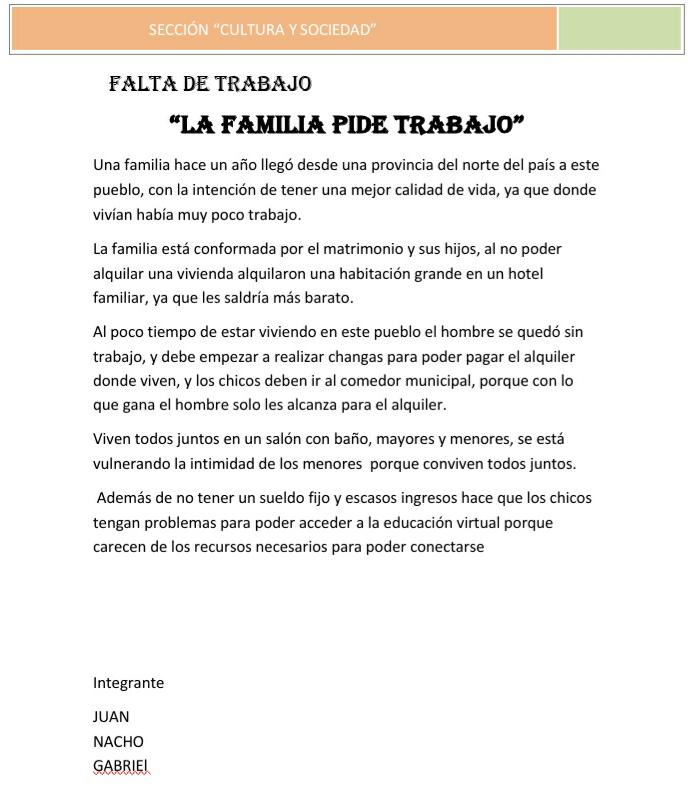 SECCIÓN “CULTURA Y SOCIEDAD”
FALTA DE TRABAJO
“LA FAMILIA PIDE TRABAJO”
Una familia hace un año llegó desde una provincia del norte del país a este
pueblo, con la intención de tener una mejor calidad de vida, ya que donde
vivían había muy poco trabajo.
La familia está conformada por el matrimonio y sus hijos, al no poder
alquilar una vivienda alquilaron una habitación grande en un hotel
familiar, ya que les saldría más barato.
Al poco tiempo de estar viviendo en este pueblo el hombre se quedó sin
trabajo, y debe empezar a realizar changas para poder pagar el alquiler
donde viven, y los chicos deben ir al comedor municipal, porque con lo
que gana el hombre solo les alcanza para el alquiler.
Viven todos juntos en un salón con baño, mayores y menores, se está
vulnerando la intimidad de los menores  porque conviven todos juntos.
Además de no tener un sueldo fijo y escasos ingresos hace que los chicos
tengan problemas para poder acceder a la educación virtual porque
carecen de los recursos necesarios para poder conectarse
Integrante
JUAN
NACHO
GABRIEl